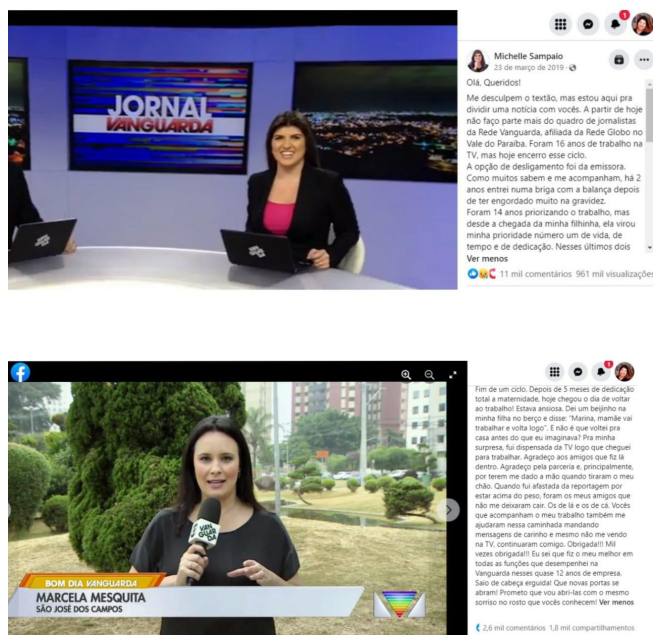 JORNAL
VANGUARDA
1
Michelle Sampaio
23 de março de 2019 ·
Olá, Queridos!
Me desculpem o textão, mas estou aqui pra
dividir uma notícia com vocês. A partir de hoje
não faço parte mais do quadro de jornalistas
da Rede Vanguarda, afiliada da Rede Globo no
Vale do Paraíba. Foram 16 anos de trabalho na
TV, mas hoje encerro esse ciclo.
A opção de desligamento foi da emissora.
Como muitos sabem e me acompanham, há 2
anos entrei numa briga com a balança depois
de ter engordado muito na gravidez.
Foram 14 anos priorizando o trabalho, mas
desde a chegada da minha filhinha, ela virou
minha prioridade número um de vida, de
tempo e de dedicação. Nesses últimos dois
Ver menos
11 mil comentários 961 mil visualizações
1
VAN
GUAR
DA
BOM DIA VANGUARDA
MARCELA MESQUITA
SÃO JOSÉ DOS CAMPOS
Fim de um ciclo. Depois de 5 meses de dedicação
total a maternidade, hoje chegou o dia de voltar
ao trabalho! Estava ansiosa. Dei um beijinho na
minha filha no berço e disse: "Marina, mamãe vai
trabalhar e volta logo". E não é que voltei pra
casa antes do que eu imaginava? Pra minha
surpresa, fui dispensada da TV logo que cheguei
para trabalhar. Agradeço aos amigos que fiz lá
dentro. Agradeço pela parceria e, principalmente,
por terem me dado a mão quando tiraram o meu
chão. Quando fui afastada da reportagem por
estar acima do peso, foram os meus amigos que
não me deixaram cair. Os de lá e os de cá. Vocês
que acompanham o meu trabalho também me
ajudaram nessa caminhada mandando
mensagens de carinho e mesmo não me vendo
na TV, continuaram comigo. Obrigada!!! Mil
vezes obrigada!!! Eu sei que fiz o meu melhor em
todas as funções que desempenhei na
Vanguarda nesses quase 12 anos de empresa.
Saio de cabeça erguida! Que novas portas se
abram! Prometo que vou abri-las com o mesmo
sorriso no rosto que vocês conhecem! Ver menos
2,6 mil comentários 1,8 mil compartilhamentos